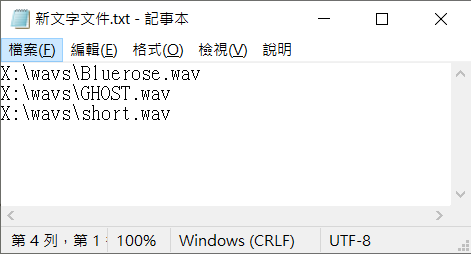 新文字文件.txt - 記事本
檔案(F) 編輯(E) 格式(O) 檢視(V) 說明
X:\wavs\Bluerose.wav
X:\wavs\GHOST.wav
X:\wavs\short.wav
第 4 列，第 1 100% Windows (CRLF) UTF-8